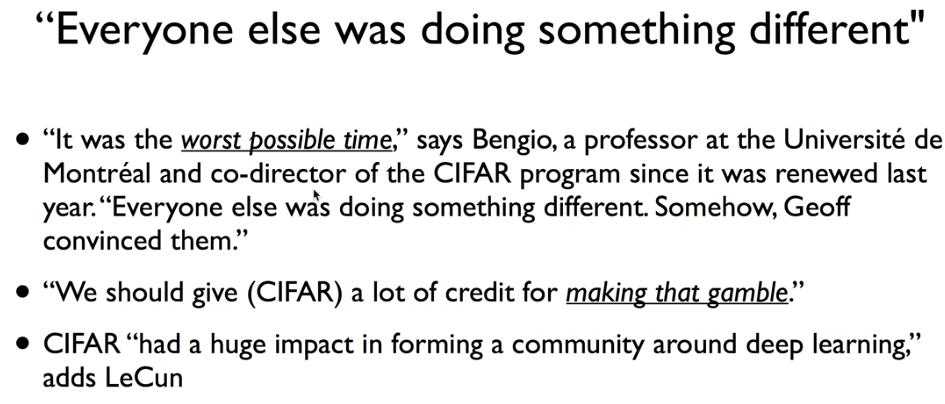 “Everyone else was doing something different"
• “It was the worst possible time,” says Bengio, a professor at the Université de
Montréal and co-director of the CIFAR program since it was renewed last
year. “Everyone else was doing something different. Somehow, Geoff
convinced them.”
• “We should give (CIFAR) a lot of credit for making that gamble.”
• CIFAR “had a huge impact in forming a community around deep learning,”
adds LeCun